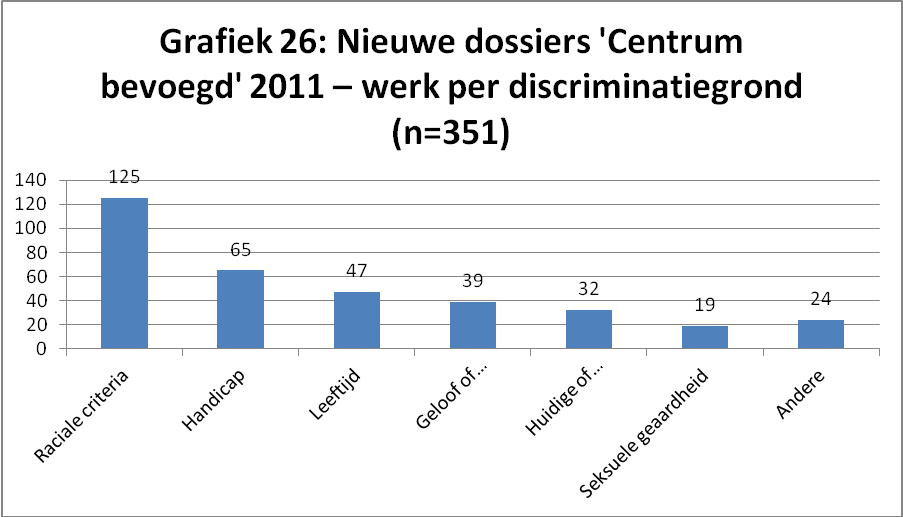 Grafiek 26: Nieuwe dossiers 'Centrum
bevoegd' 2011 – werk per discriminatiegrond
(n=351)
140
120
100
80
60
40
20
0
125
65
47
39
32
19
24
Raciale criteria
Handicap
Leeftijd
Geloof of...
Huidige of...
Seksuele geaardheid
Andere